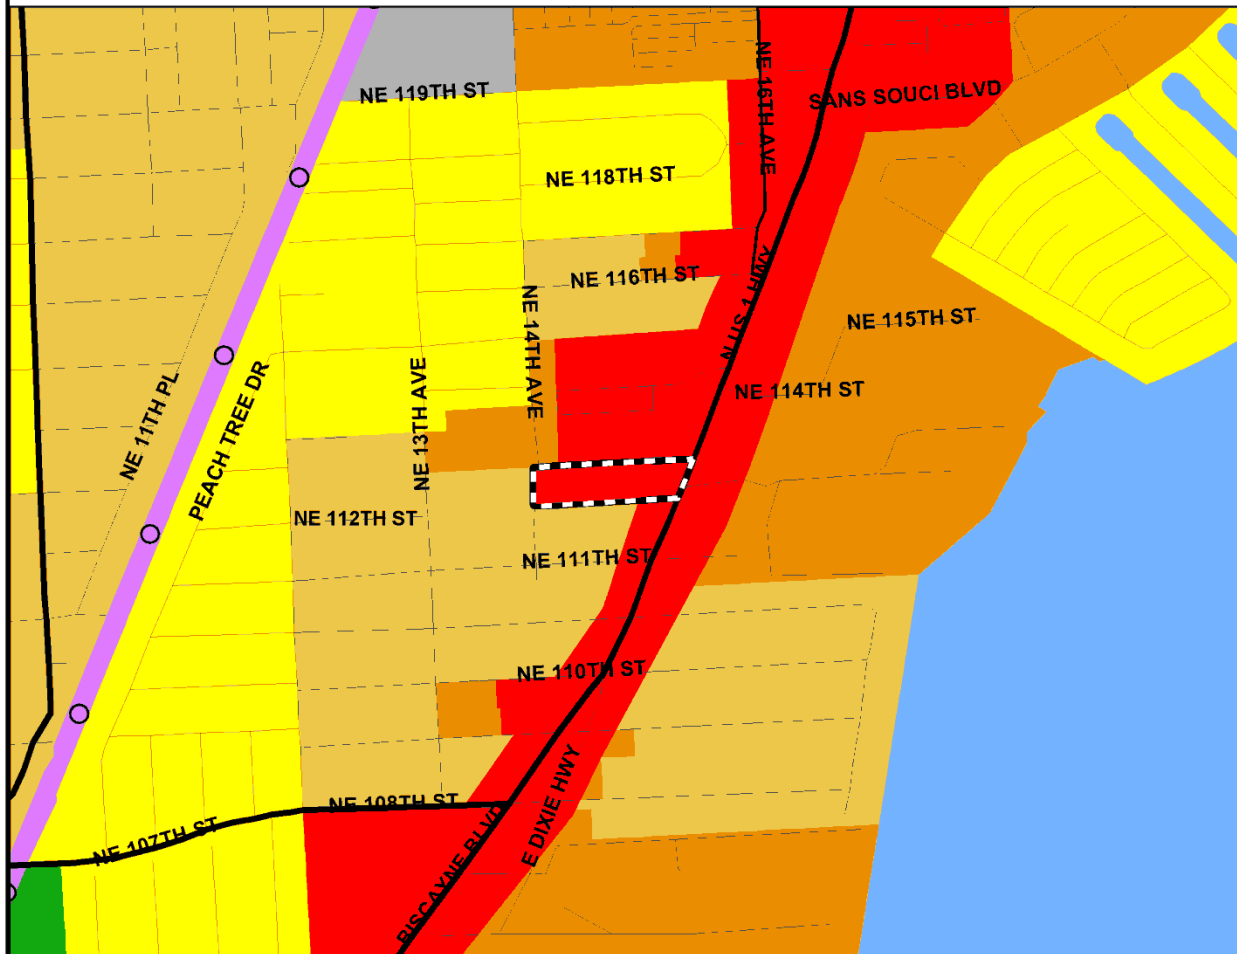 NE 119TH ST
NE 16TH AVE
SANS SOUCI BLVD
NE 118TH ST
NE 116TH ST
N US 1 HWY
NE 115TH ST
NE 14TH AVE
NE 11TH PL
PEACH TREE DR
NE 13TH AVE
NE 114TH ST
NE 112TH ST
NE 111TH ST
NE 110TH ST
NE 108TH ST
NE 107TH ST
BISCAYNE BLVD
E DIXIE HWY